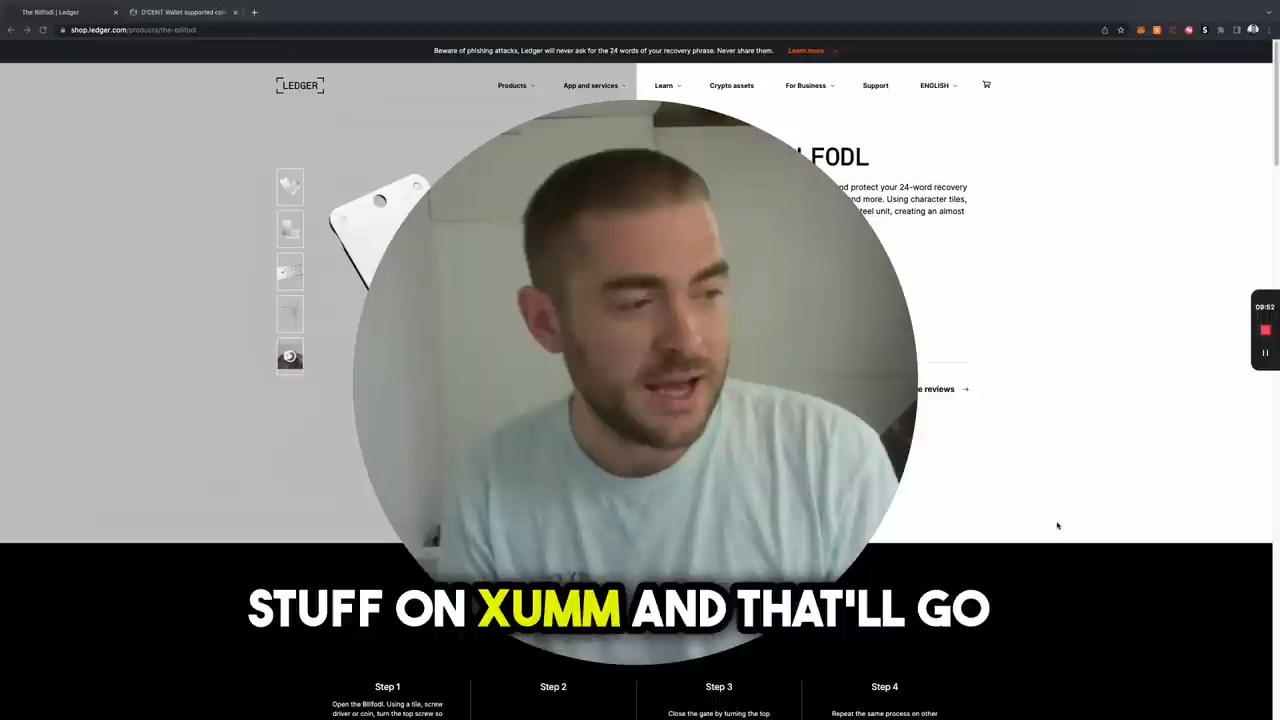 The Billfodl | Ledger
D'CENT Wallet supported coi
shop.ledger.com/products/the-billfodl
Beware of phishing attacks, Ledger will never ask for the 24 words of your recovery phrase. Never share them. Learn more →
LEDGER
Products
App and services
Learn
Crypto assets
For Business
Support
ENGLISH
LFODL
nd protect your 24-word recovery
nd more. Using character tiles,
teel unit, creating an almost
09:52
e reviews →
STUFF ON XUMM AND THAT'LL GO
Step 1
Step 2
Step 3
Step 4
Open the Billfodl. Using a tile, screw
driver or coin, turn the top screw so
Close the gate by turning the top
Repeat the same process on other